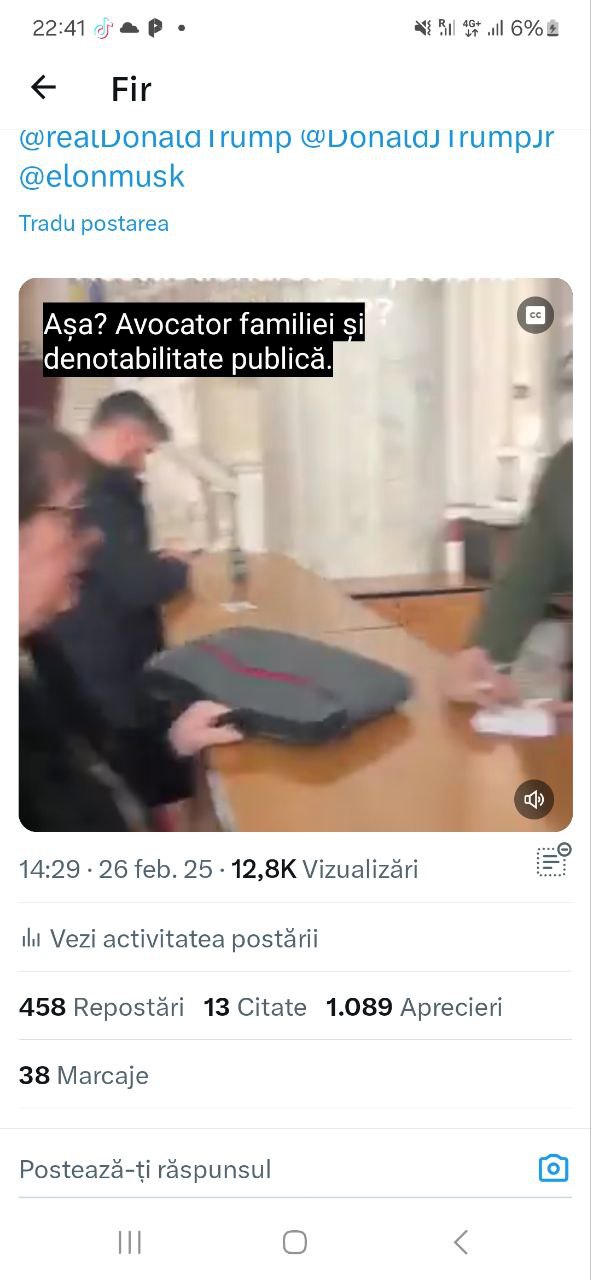 22:41 6%
Fir
@realDonaldTrump @DonaldJTrumpJr
@elonmusk
Tradu postarea
Așa? Avocator familiei și
denotabilitate publică.
CC
14:29 · 26 feb. 25 · 12,8K Vizualizări
Vezi activitatea postării
458 Repostări 13 Citate 1.089 Aprecieri
38 Marcaje
Postează-ți răspunsul